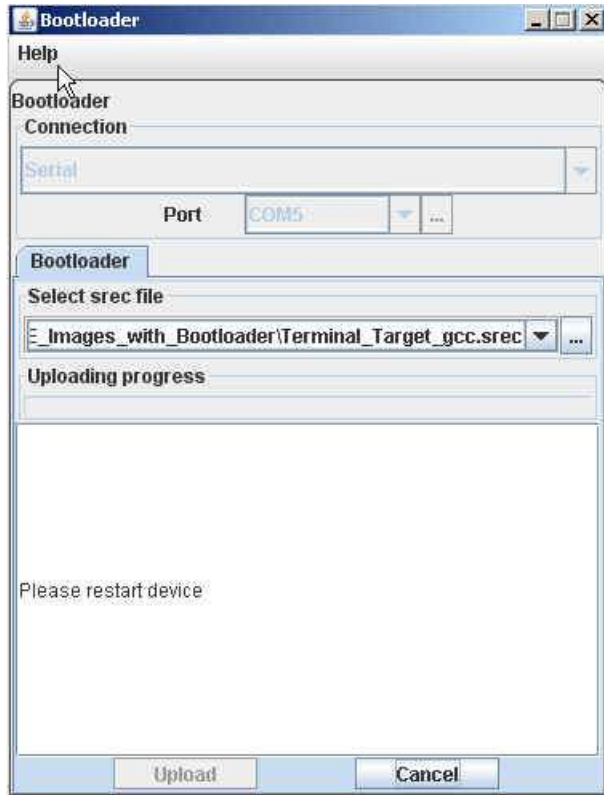 Bootloader
Help
Bootloader
Connection
Serial
Port COM5 ...
Bootloader
Select srec file
E_Images_with_Bootloader\Terminal_Target_gcc.srec ...
Uploading progress
Please restart device
Upload Cancel